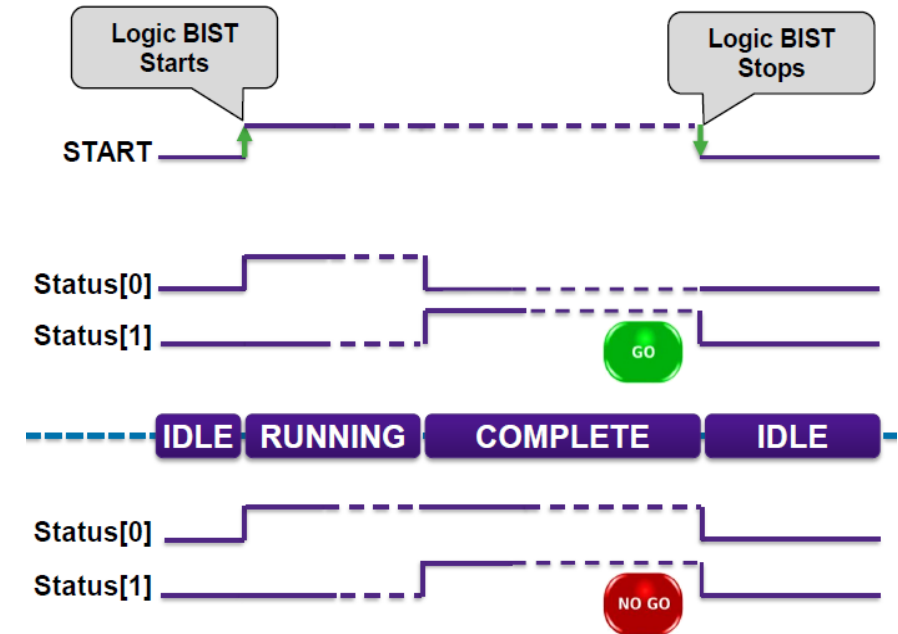 Logic BIST
Starts
Logic BIST
Stops
START
Status[0]
Status[1]
GO
IDLE RUNNING COMPLETE IDLE
Status[0]
Status[1]
NO GO